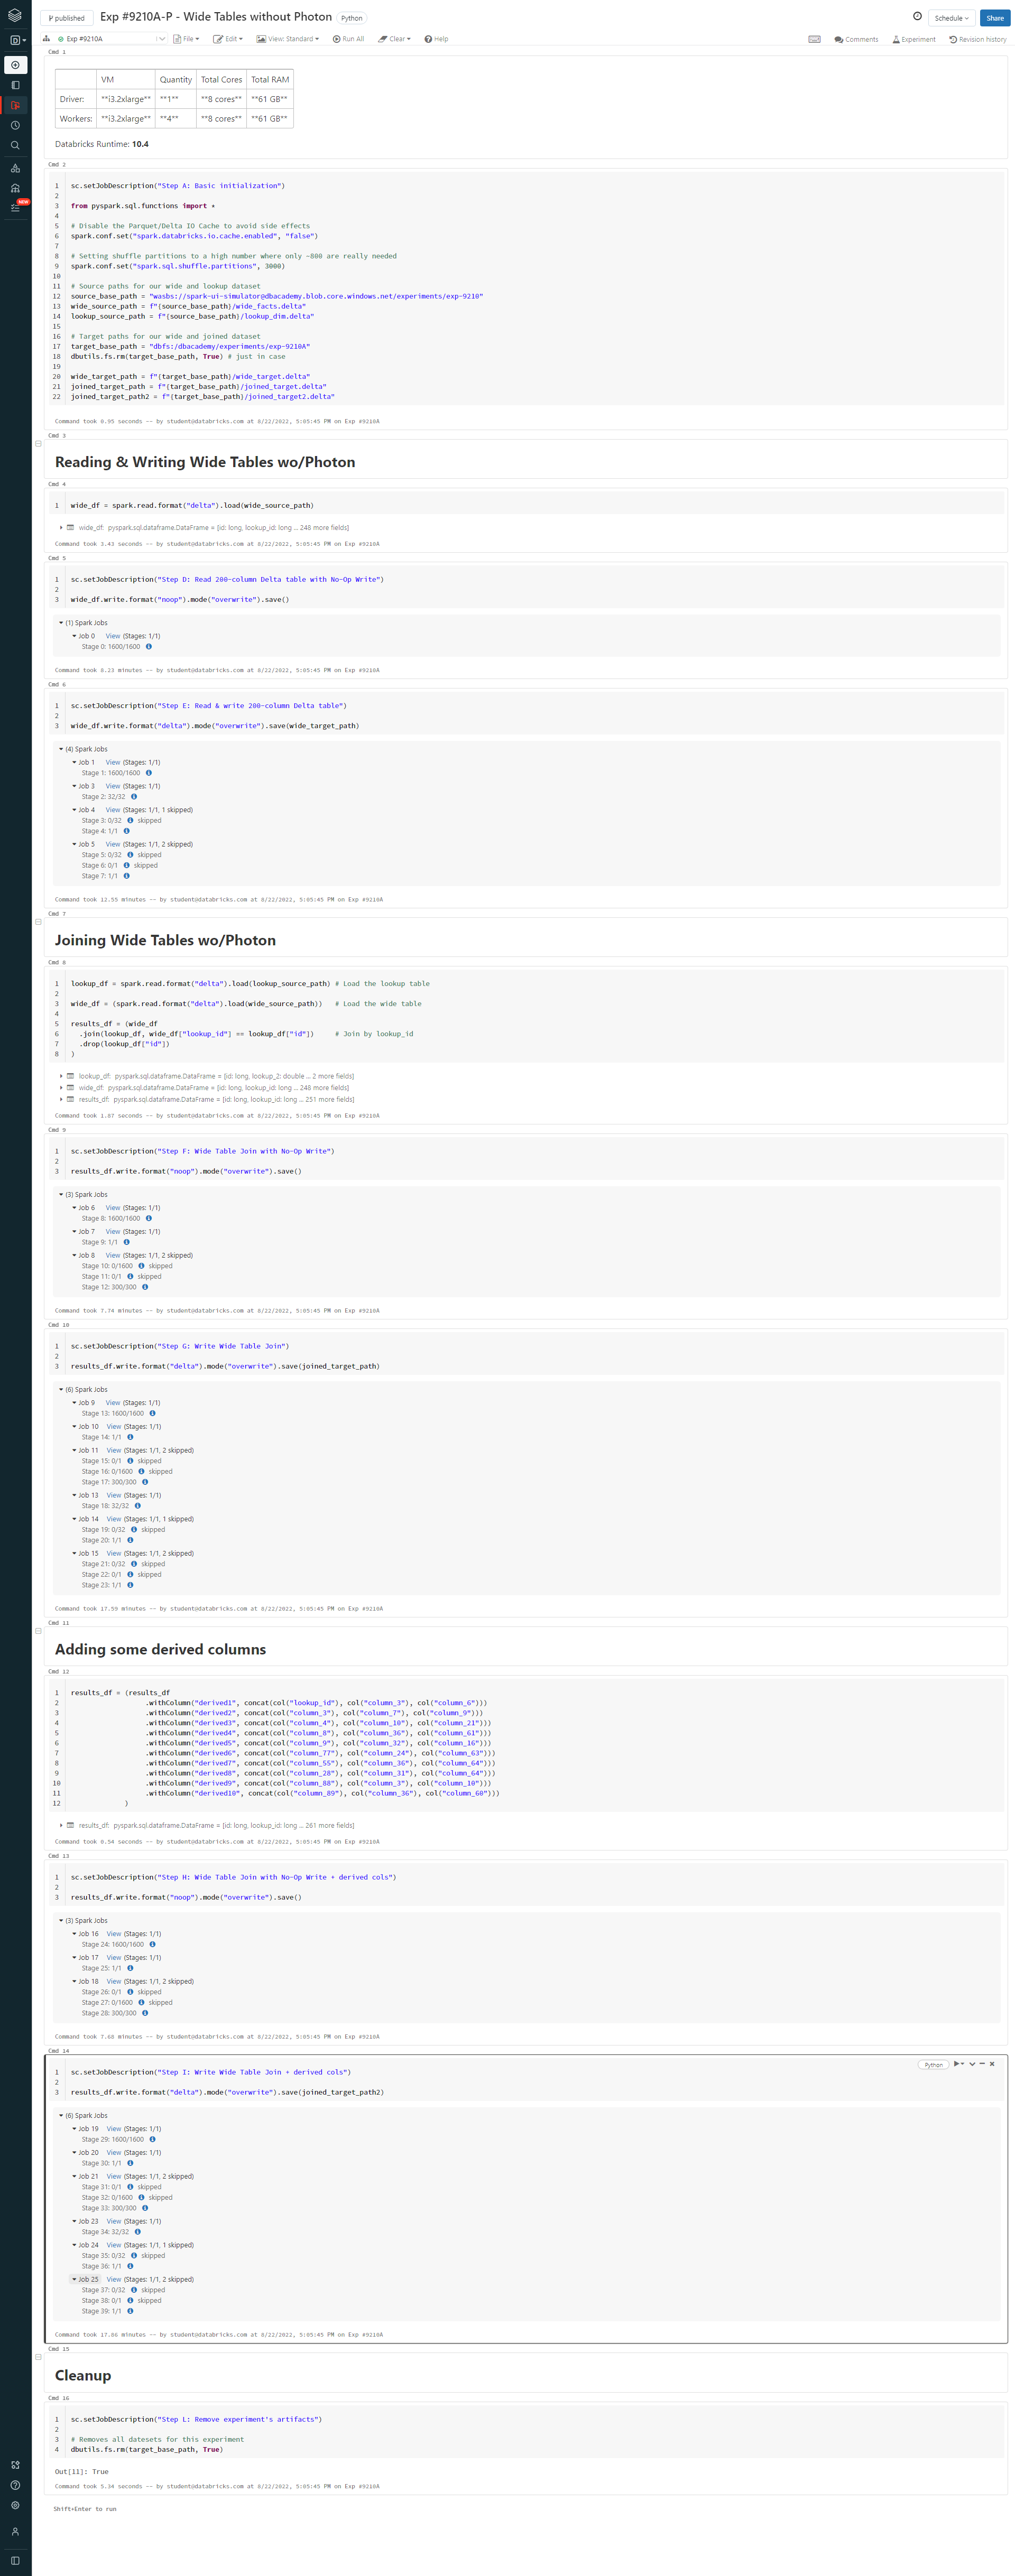 published
Exp #9210A-P - Wide Tables without Photon
Python
Schedule
Share
Exp #9210A
File
Edit
View: Standard
Run All
Clear
Help
Comments
Experiment
Revision history
D
NEW
Cmd 1
VM Quantity Total Cores Total RAM
Driver: **i3.2xlarge** **1** **8 cores** **61 GB**
Workers: **i3.2xlarge** **4** **8 cores** **61 GB**
Databricks Runtime: 10.4
Cmd 2
1 sc.setJobDescription("Step A: Basic initialization")
2
3 from pyspark.sql.functions import *
4
5 # Disable the Parquet/Delta IO Cache to avoid side effects
6 spark.conf.set("spark.databricks.io.cache.enabled", "false")
7
8 # Setting shuffle partitions to a high number where only ~800 are really needed
9 spark.conf.set("spark.sql.shuffle.partitions", 3000)
10
11 # Source paths for our wide and lookup dataset
12 source_base_path = "wasbs://spark-ui-simulator@dbacademy.blob.core.windows.net/experiments/exp-9210"
13 wide_source_path = f"{source_base_path}/wide_facts.delta"
14 lookup_source_path = f"{source_base_path}/lookup_dim.delta"
15
16 # Target paths for our wide and joined dataset
17 target_base_path = "dbfs:/dbacademy/experiments/exp-9210A"
18 dbutils.fs.rm(target_base_path, True) # just in case
19
20 wide_target_path = f"{target_base_path}/wide_target.delta"
21 joined_target_path = f"{target_base_path}/joined_target.delta"
22 joined_target_path2 = f"{target_base_path}/joined_target2.delta"
Command took 0.95 seconds -- by student@databricks.com at 8/22/2022, 5:05:45 PM on Exp #9210A
Cmd 3
Reading & Writing Wide Tables wo/Photon
Cmd 4
1 wide_df = spark.read.format("delta").load(wide_source_path)
wide_df: pyspark.sql.dataframe.DataFrame = [id: long, lookup_id: long ... 248 more fields]
Command took 3.43 seconds -- by student@databricks.com at 8/22/2022, 5:05:45 PM on Exp #9210A
Cmd 5
1 sc.setJobDescription("Step D: Read 200-column Delta table with No-Op Write")
2
3 wide_df.write.format("noop").mode("overwrite").save()
(1) Spark Jobs
Job 0 View (Stages: 1/1)
Stage 0: 1600/1600
Command took 6.23 minutes -- by student@databricks.com at 8/22/2022, 5:05:45 PM on Exp #9210A
Cmd 6
1 sc.setJobDescription("Step E: Read & write 200-column Delta table")
2
3 wide_df.write.format("delta").mode("overwrite").save(wide_target_path)
(4) Spark Jobs
Job 1 View (Stages: 1/1)
Stage 1: 1600/1600
Job 3 View (Stages: 1/1)
Stage 2: 32/32
Job 4 View (Stages: 1/1, 1 skipped)
Stage 3: 0/32 skipped
Stage 4: 1/1
Job 5 View (Stages: 1/1, 2 skipped)
Stage 5: 0/32 skipped
Stage 6: 0/1 skipped
Stage 7: 1/1
Command took 12.55 minutes -- by student@databricks.com at 8/22/2022, 5:05:45 PM on Exp #9210A
Cmd 7
Joining Wide Tables wo/Photon
Cmd 8
1 lookup_df = spark.read.format("delta").load(lookup_source_path) # Load the lookup table
2
3 wide_df = (spark.read.format("delta").load(wide_source_path)) # Load the wide table
4
5 results_df = (wide_df
6 .join(lookup_df, wide_df["lookup_id"] == lookup_df["id"]) # Join by lookup_id
7 .drop(lookup_df["id"])
8 )
lookup_df: pyspark.sql.dataframe.DataFrame = [id: long, lookup_2: double ... 2 more fields]
wide_df: pyspark.sql.dataframe.DataFrame = [id: long, lookup_id: long ... 248 more fields]
results_df: pyspark.sql.dataframe.DataFrame = [id: long, lookup_id: long ... 251 more fields]
Command took 1.87 seconds -- by student@databricks.com at 8/22/2022, 5:05:45 PM on Exp #9210A
Cmd 9
1 sc.setJobDescription("Step F: Wide Table Join with No-Op Write")
2
3 results_df.write.format("noop").mode("overwrite").save()
(3) Spark Jobs
Job 6 View (Stages: 1/1)
Stage 8: 1600/1600
Job 7 View (Stages: 1/1)
Stage 9: 1/1
Job 8 View (Stages: 1/1, 2 skipped)
Stage 10: 0/1600 skipped
Stage 11: 0/1 skipped
Stage 12: 300/300
Command took 7.74 minutes -- by student@databricks.com at 8/22/2022, 5:05:45 PM on Exp #9210A
Cmd 10
1 sc.setJobDescription("Step G: Write Wide Table Join")
2
3 results_df.write.format("delta").mode("overwrite").save(joined_target_path)
(6) Spark Jobs
Job 9 View (Stages: 1/1)
Stage 13: 1600/1600
Job 10 View (Stages: 1/1)
Stage 14: 1/1
Job 11 View (Stages: 1/1, 2 skipped)
Stage 15: 0/1 skipped
Stage 16: 0/1600 skipped
Stage 17: 300/300
Job 13 View (Stages: 1/1)
Stage 18: 32/32
Job 14 View (Stages: 1/1, 1 skipped)
Stage 19: 0/32 skipped
Stage 20: 1/1
Job 15 View (Stages: 1/1, 2 skipped)
Stage 21: 0/32 skipped
Stage 22: 0/1 skipped
Stage 23: 1/1
Command took 17.59 minutes -- by student@databricks.com at 8/22/2022, 5:05:45 PM on Exp #9210A
Cmd 11
Adding some derived columns
Cmd 12
1 results_df = (results_df
2 .withColumn("derived1", concat(col("lookup_id"), col("column_3"), col("column_6")))
3 .withColumn("derived2", concat(col("column_3"), col("column_7"), col("column_9")))
4 .withColumn("derived3", concat(col("column_4"), col("column_10"), col("column_21")))
5 .withColumn("derived4", concat(col("column_8"), col("column_36"), col("column_61")))
6 .withColumn("derived5", concat(col("column_9"), col("column_32"), col("column_16")))
7 .withColumn("derived6", concat(col("column_77"), col("column_24"), col("column_63")))
8 .withColumn("derived7", concat(col("column_55"), col("column_36"), col("column_64")))
9 .withColumn("derived8", concat(col("column_28"), col("column_31"), col("column_64")))
10 .withColumn("derived9", concat(col("column_88"), col("column_3"), col("column_10")))
11 .withColumn("derived10", concat(col("column_89"), col("column_36"), col("column_60")))
12 )
results_df: pyspark.sql.dataframe.DataFrame = [id: long, lookup_id: long ... 261 more fields]
Command took 0.54 seconds -- by student@databricks.com at 8/22/2022, 5:05:45 PM on Exp #9210A
Cmd 13
1 sc.setJobDescription("Step H: Wide Table Join with No-Op Write + derived cols")
2
3 results_df.write.format("noop").mode("overwrite").save()
(3) Spark Jobs
Job 16 View (Stages: 1/1)
Stage 24: 1600/1600
Job 17 View (Stages: 1/1)
Stage 25: 1/1
Job 18 View (Stages: 1/1, 2 skipped)
Stage 26: 0/1 skipped
Stage 27: 0/1600 skipped
Stage 28: 300/300
Command took 7.68 minutes -- by student@databricks.com at 8/22/2022, 5:05:45 PM on Exp #9210A
Cmd 14
Python
1 sc.setJobDescription("Step I: Write Wide Table Join + derived cols")
2
3 results_df.write.format("delta").mode("overwrite").save(joined_target_path2)
(6) Spark Jobs
Job 19 View (Stages: 1/1)
Stage 29: 1600/1600
Job 20 View (Stages: 1/1)
Stage 30: 1/1
Job 21 View (Stages: 1/1, 2 skipped)
Stage 31: 0/1 skipped
Stage 32: 0/1600 skipped
Stage 33: 300/300
Job 23 View (Stages: 1/1)
Stage 34: 32/32
Job 24 View (Stages: 1/1, 1 skipped)
Stage 35: 0/32 skipped
Stage 36: 1/1
Job 25 View (Stages: 1/1, 2 skipped)
Stage 37: 0/32 skipped
Stage 38: 0/1 skipped
Stage 39: 1/1
Command took 17.86 minutes -- by student@databricks.com at 8/22/2022, 5:05:45 PM on Exp #9210A
Cmd 15
Cleanup
Cmd 16
1 sc.setJobDescription("Step L: Remove experiment's artifacts")
2
3 # Removes all datesets for this experiment
4 dbutils.fs.rm(target_base_path, True)
Out[11]: True
Command took 5.34 seconds -- by student@databricks.com at 8/22/2022, 5:05:45 PM on Exp #9210A
Shift+Enter to run